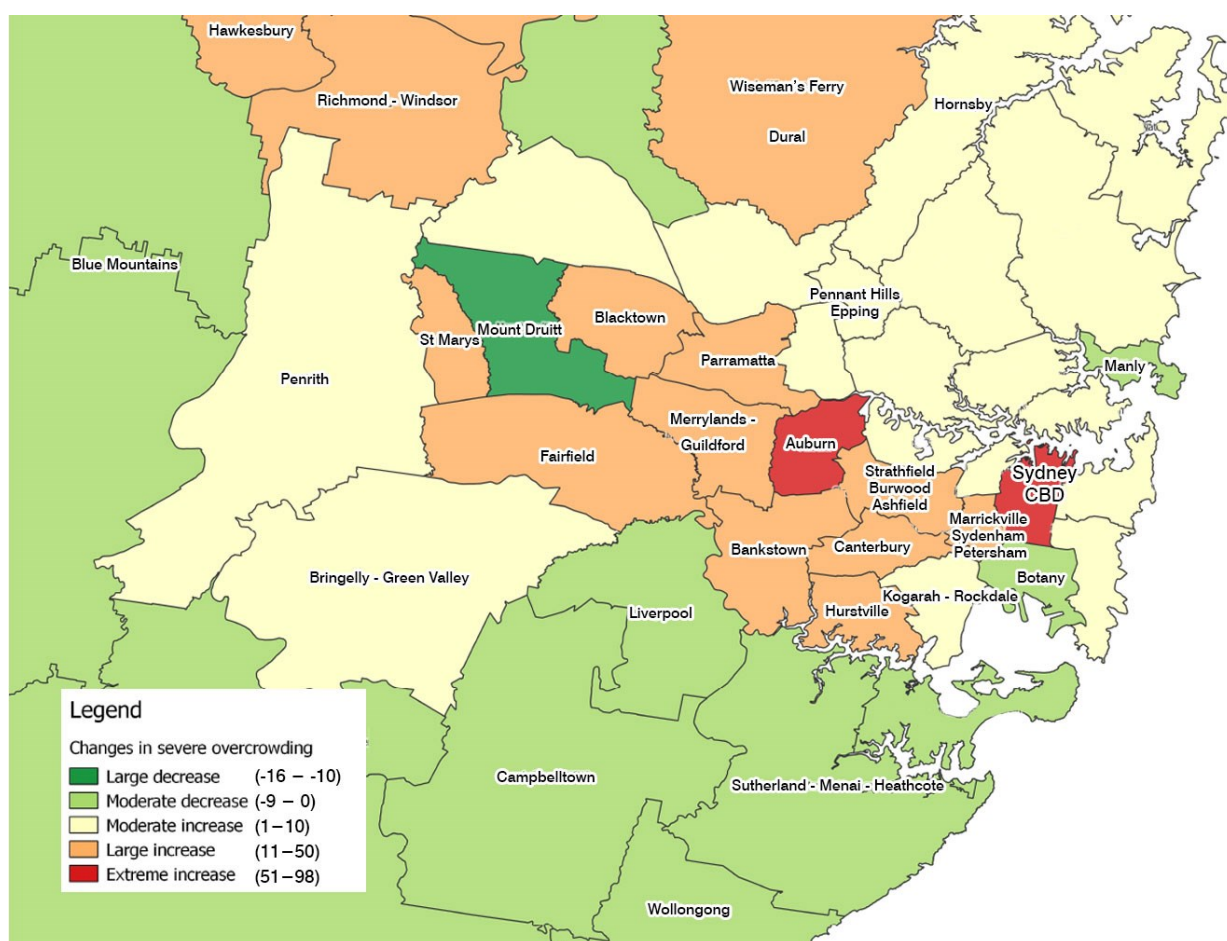 Hawkesbury
Richmond - Windsor
Wiseman's Ferry
Dural
Hornsby
Blue Mountains
Penrith
St Marys
Mount Druitt
Blacktown
Parramatta
Pennant Hills
Epping
Manly
Fairfield
Merrylands -
Guildford
Auburn
Strathfield
Burwood
Ashfield
Sydney
CBD
Marrickville
Sydenham
Petersham
Bankstown
Canterbury
Botany
Bringelly - Green Valley
Liverpool
Hurstville
Kogarah - Rockdale
Campbelltown
Sutherland - Menai - Heathcote
Wollongong
Legend
Changes in severe overcrowding
Large decrease (-16 – -10)
Moderate decrease (-9 – 0)
Moderate increase (1–10)
Large increase (11–50)
Extreme increase (51–98)